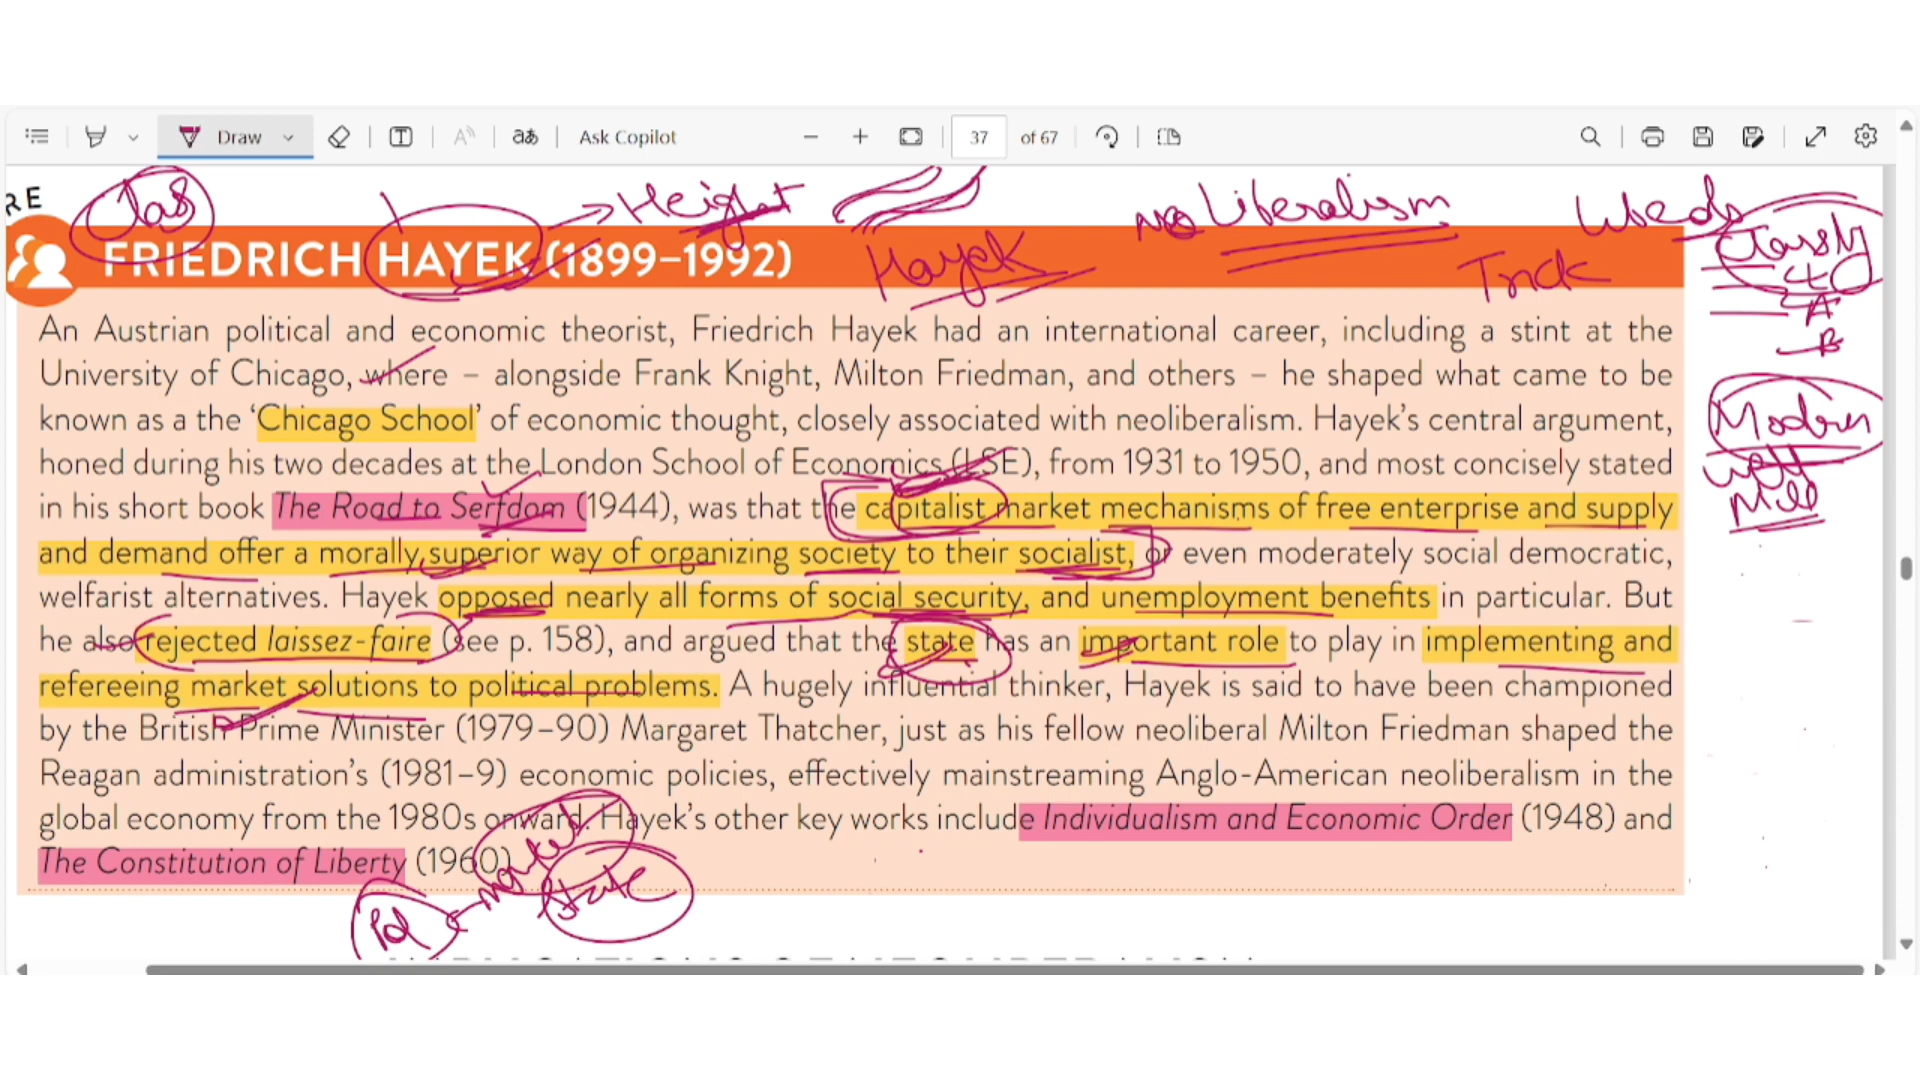 Draw
Ask Copilot
37 of 67
RE
Clas
Height
Neo Liberalism
FRIEDRICH HAYEK (1899–1992)
Hayek
Trick
An Austrian political and economic theorist, Friedrich Hayek had an international career, including a stint at the
University of Chicago, where – alongside Frank Knight, Milton Friedman, and others – he shaped what came to be
known as a the ‘Chicago School’ of economic thought, closely associated with neoliberalism. Hayek’s central argument,
honed during his two decades at the London School of Economics (LSE), from 1931 to 1950, and most concisely stated
in his short book The Road to Serfdom (1944), was that the capitalist market mechanisms of free enterprise and supply
and demand offer a morally superior way of organizing society to their socialist, or even moderately social democratic,
welfarist alternatives. Hayek opposed nearly all forms of social security, and unemployment benefits in particular. But
he also rejected laissez-faire (see p. 158), and argued that the state has an important role to play in implementing and
refereeing market solutions to political problems. A hugely influential thinker, Hayek is said to have been championed
by the British Prime Minister (1979–90) Margaret Thatcher, just as his fellow neoliberal Milton Friedman shaped the
Reagan administration’s (1981–9) economic policies, effectively mainstreaming Anglo-American neoliberalism in the
global economy from the 1980s onward. Hayek’s other key works include Individualism and Economic Order (1948) and
The Constitution of Liberty (1960).
A
B
Modern
Mill
market
State
Pol